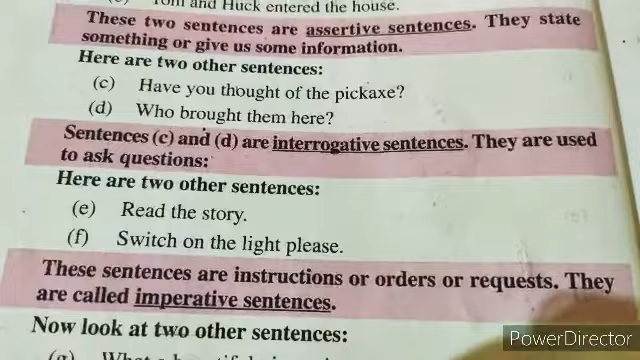 Tom and Huck entered the house.
These two sentences are assertive sentences. They state
something or give us some information.
Here are two other sentences:
(c) Have you thought of the pickaxe?
(d) Who brought them here?
Sentences (c) and (d) are interrogative sentences. They are used
to ask questions:
Here are two other sentences:
(e) Read the story.
(f) Switch on the light please.
These sentences are instructions or orders or requests. They
are called imperative sentences.
Now look at two other sentences:
(g) What a
PowerDirector